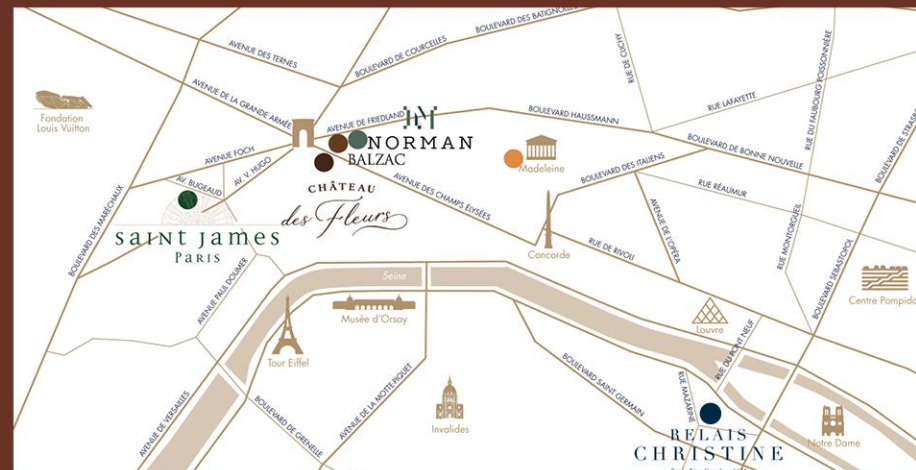 BOULEVARD DES BATIGNOLLES
AVENUE DES TERNES
BOULEVARD DE COURCELLES
RUE DE CLICHY
RUE DU FAUBOURG POISSONNIÈRE
AVENUE DE LA GRANDE ARMÉE
RUE LAFAYETTE
BOULEVARD DE STRASB
Fondation
Louis Vuitton
AVENUE DE FRIEDLAND
BOULEVARD HAUSSMANN
NORMAN
BALZAC
BOULEVARD DE BONNE NOUVELLE
AVENUE FOCH
AV. V. HUGO
AV. BUGEAUD
Madeleine
BOULEVARD DES ITALIENS
CHÂTEAU
des Fleurs
AVENUE DES CHAMPS ÉLYSÉES
RUE RÉAUMUR
BOULEVARD DES MARÉCHAUX
SAINT JAMES
PARIS
AVENUE DE L'OPÉRA
RUE MONTORGUEIL
Concorde
RUE DE RIVOLI
BOULEVARD SEBASTOPOL
AVENUE PAUL DOUMER
Seine
Centre Pompido
Musée d'Orsay
Louvre
RUE DU PONT NEUF
Tour Eiffel
BOULEVARD SAINT GERMAIN
RUE MAZARINE
AVENUE DE VERSAILLES
BOULEVARD DE GRENELLE
AVENUE DE LA MOTTE-PIQUET
Invalides
RELAIS
CHRISTINE
Notre Dame